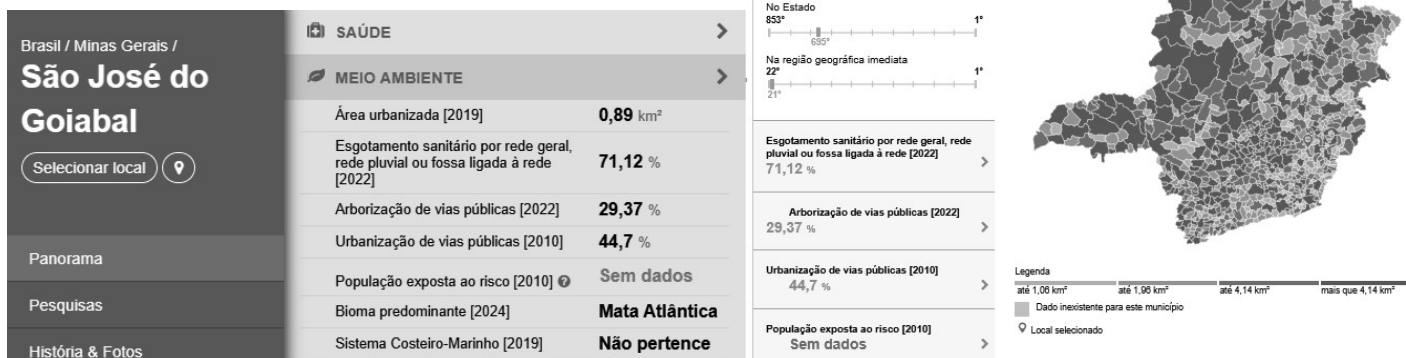 Brasil / Minas Gerais /
São José do
Goiabal
Selecionar local
Panorama
Pesquisas
História & Fotos
SAÚDE
MEIO AMBIENTE
Área urbanizada [2019] 0,89 km²
Esgotamento sanitário por rede geral,
rede pluvial ou fossa ligada à rede
[2022]
71,12 %
Arborização de vias públicas [2022] 29,37 %
Urbanização de vias públicas [2010] 44,7 %
População exposta ao risco [2010] Sem dados
Bioma predominante [2024] Mata Atlântica
Sistema Costeiro-Marinho [2019] Não pertence
No Estado
853° 1°
695°
Na região geográfica imediata
22° 1°
21°
Esgotamento sanitário por rede geral, rede
pluvial ou fossa ligada à rede [2022]
71,12 %
Arborização de vias públicas [2022]
29,37 %
Urbanização de vias públicas [2010]
44,7 %
População exposta ao risco [2010]
Sem dados
Legenda
até 1,06 km² até 1,96 km² até 4,14 km² mais que 4,14 km²
Dado inexistente para este município
Local selecionado